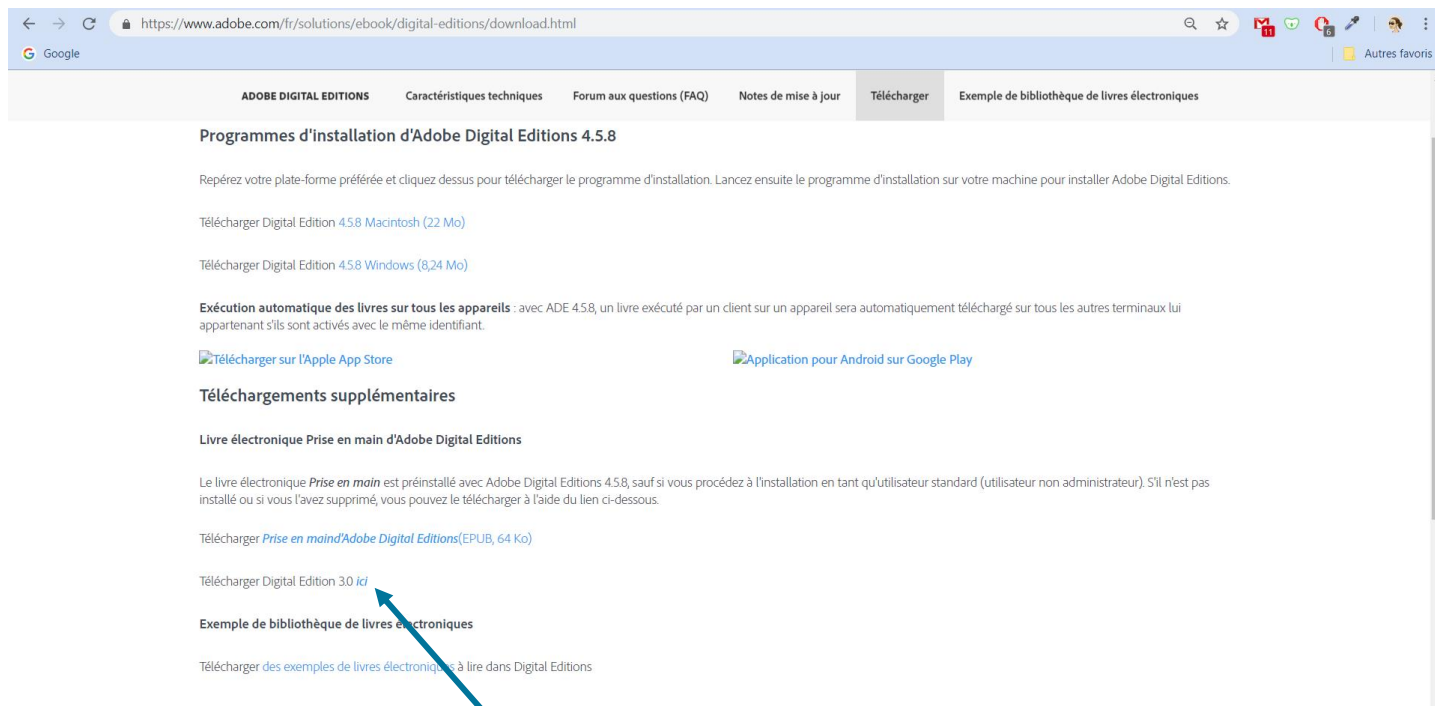 https://www.adobe.com/fr/solutions/ebook/digital-editions/download.html
11
6
G Google
Autres favoris
ADOBE DIGITAL EDITIONS Caractéristiques techniques Forum aux questions (FAQ) Notes de mise à jour Télécharger Exemple de bibliothèque de livres électroniques
Programmes d'installation d'Adobe Digital Editions 4.5.8
Repérez votre plate-forme préférée et cliquez dessus pour télécharger le programme d'installation. Lancez ensuite le programme d'installation sur votre machine pour installer Adobe Digital Editions.
Télécharger Digital Edition 4.5.8 Macintosh (22 Mo)
Télécharger Digital Edition 4.5.8 Windows (8,24 Mo)
Exécution automatique des livres sur tous les appareils : avec ADE 4.5.8, un livre exécuté par un client sur un appareil sera automatiquement téléchargé sur tous les autres terminaux lui
appartenant s'ils sont activés avec le même identifiant.
Télécharger sur l'Apple App Store Application pour Android sur Google Play
Téléchargements supplémentaires
Livre électronique Prise en main d'Adobe Digital Editions
Le livre électronique Prise en main est préinstallé avec Adobe Digital Editions 4.5.8, sauf si vous procédez à l'installation en tant qu'utilisateur standard (utilisateur non administrateur). S'il n'est pas
installé ou si vous l'avez supprimé, vous pouvez le télécharger à l'aide du lien ci-dessous.
Télécharger Prise en maind'Adobe Digital Editions(EPUB, 64 Ko)
Télécharger Digital Edition 3.0 ici
Exemple de bibliothèque de livres électroniques
Télécharger des exemples de livres électroniques à lire dans Digital Editions